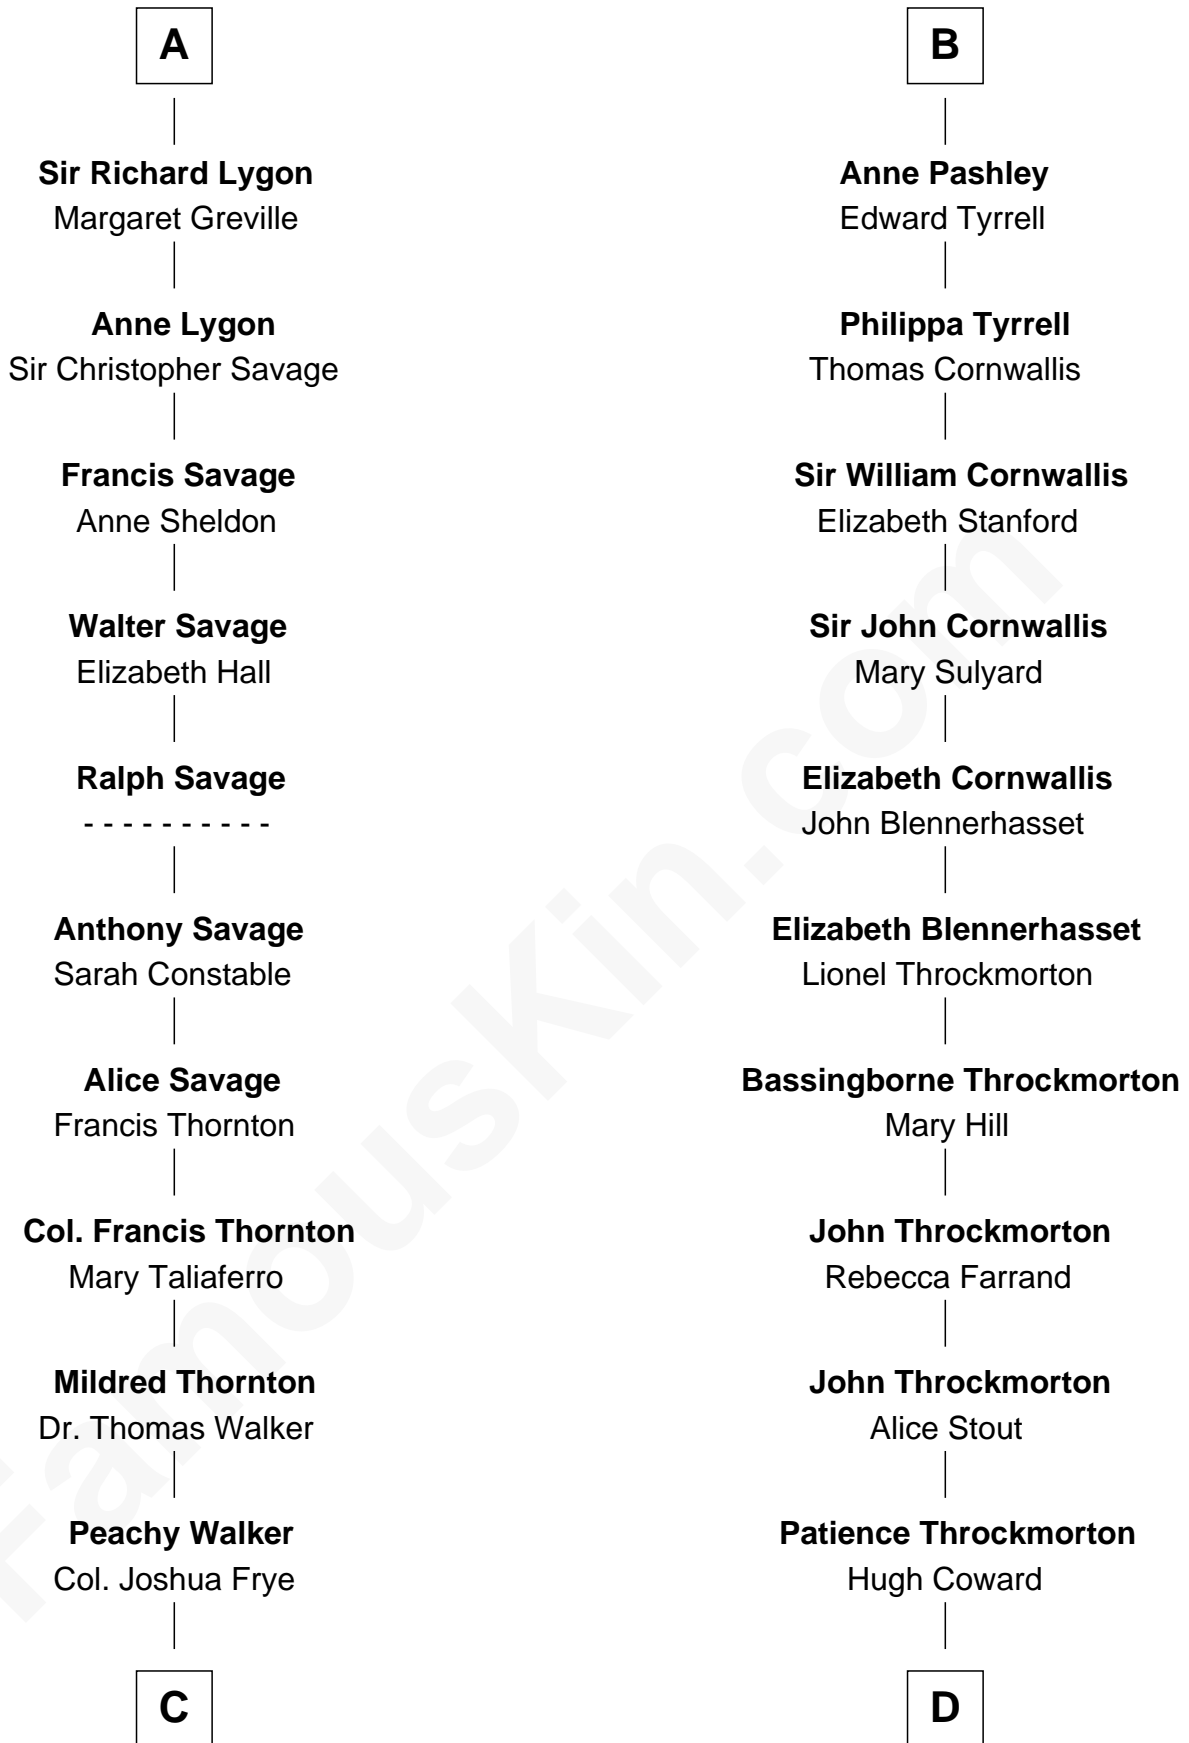 A
Sir Richard Lygon
Margaret Greville
Anne Lygon
Sir Christopher Savage
Francis Savage
Anne Sheldon
Walter Savage
Elizabeth Hall
Ralph Savage
- - - - - - - - - -
Anthony Savage
Sarah Constable
Alice Savage
Francis Thornton
Col. Francis Thornton
Mary Taliaferro
Mildred Thornton
Dr. Thomas Walker
Peachy Walker
Col. Joshua Frye
C
B
Anne Pashley
Edward Tyrrell
Philippa Tyrrell
Thomas Cornwallis
Sir William Cornwallis
Elizabeth Stanford
Sir John Cornwallis
Mary Sulyard
Elizabeth Cornwallis
John Blennerhasset
Elizabeth Blennerhasset
Lionel Throckmorton
Bassingborne Throckmorton
Mary Hill
John Throckmorton
Rebecca Farrand
John Throckmorton
Alice Stout
Patience Throckmorton
Hugh Coward
D
FamousKin.com